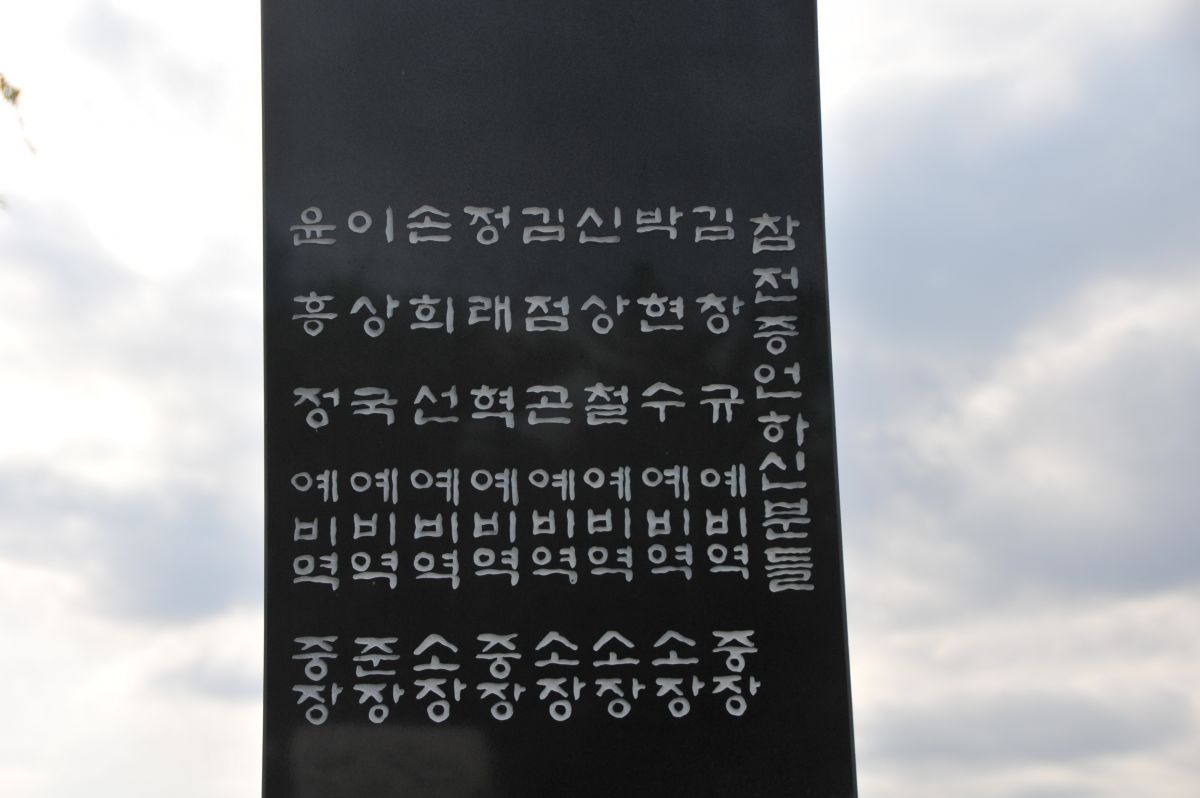 참전증언하신분들
김창규 예비역 중장
박현수 예비역 소장
신상철 예비역 소장
김점곤 예비역 소장
정래혁 예비역 중장
손희선 예비역 소장
이상국 예비역 준장
윤흥정 예비역 중장